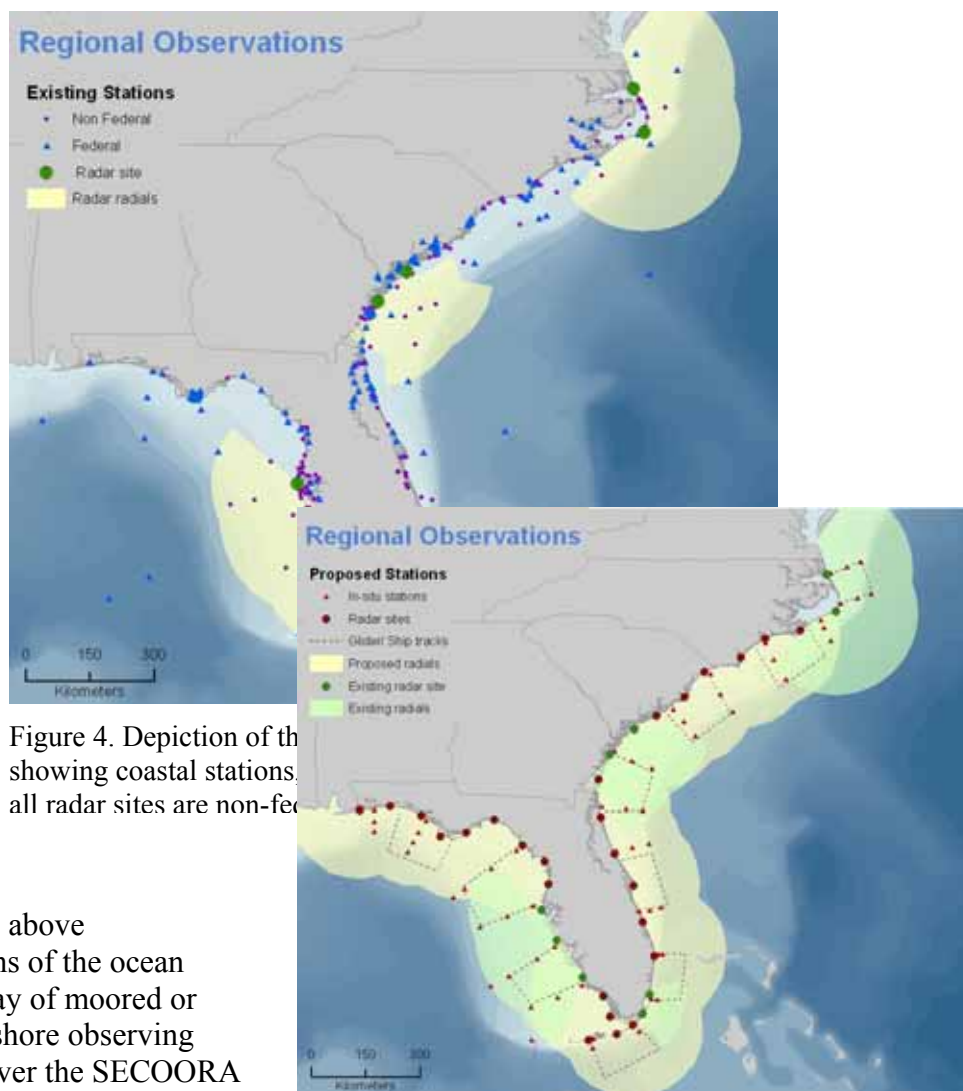 Regional Observations
Existing Stations
Non Federal
Federal
Radar site
Radar radials
0 150 300
Kilometers
Figure 4. Depiction of th
showing coastal stations,
all radar sites are non-fed
Regional Observations
Proposed Stations
In-situ stations
Radar sites
Glider/ Ship tracks
Proposed radials
Existing radar site
Existing radials
0 150 300
Kilometers
above
ns of the ocean
ay of moored or
shore observing
ver the SECOORA